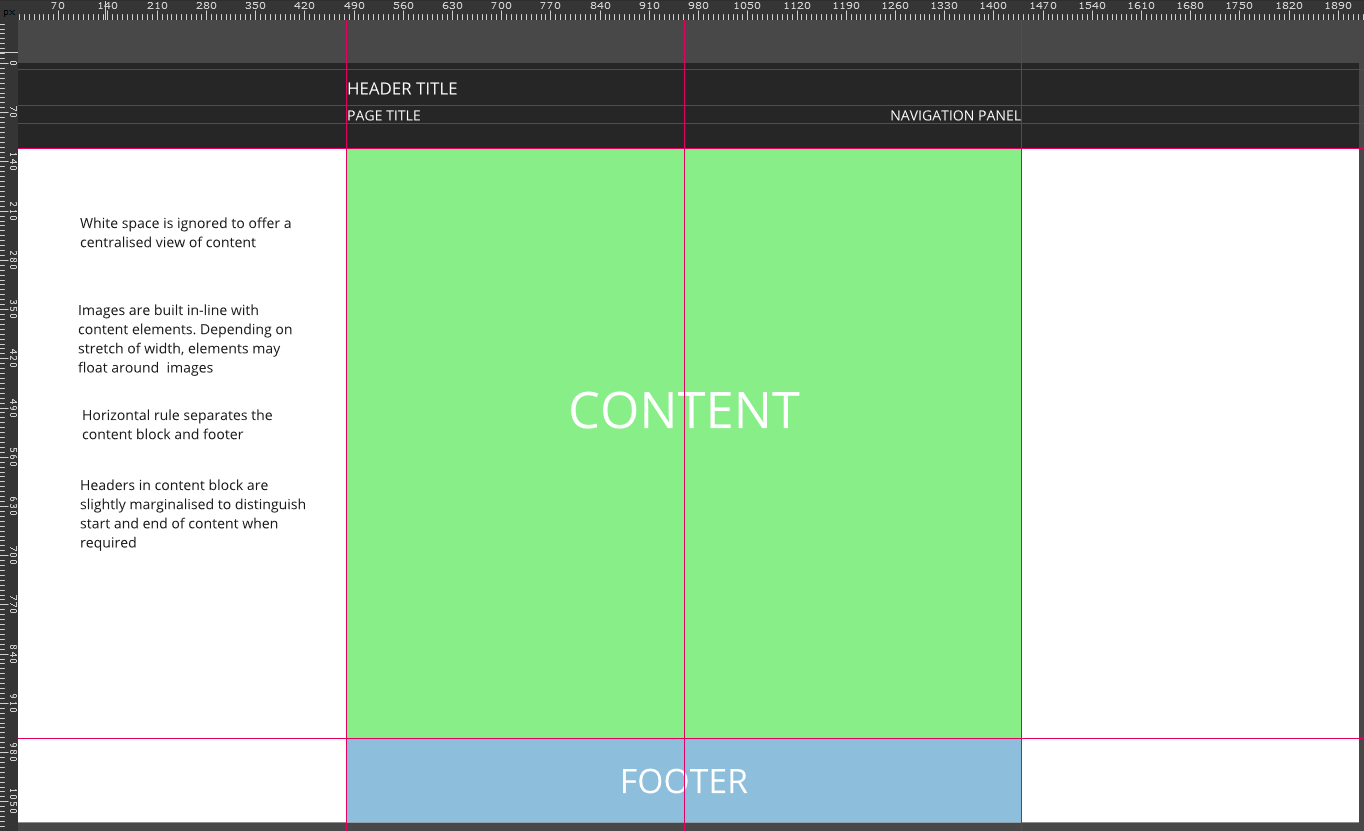 px 70 140 210 280 350 420 490 560 630 700 770 840 910 980 1050 1120 1190 1260 1330 1400 1470 1540 1610 1680 1750 1820 1890
0
70
140
210
280
350
420
490
560
630
700
770
840
910
980
1050
HEADER TITLE
PAGE TITLE
NAVIGATION PANEL
White space is ignored to offer a
centralised view of content
Images are built in-line with
content elements. Depending on
stretch of width, elements may
float around  images
Horizontal rule separates the
content block and footer
Headers in content block are
slightly marginalised to distinguish
start and end of content when
required
CONTENT
FOOTER